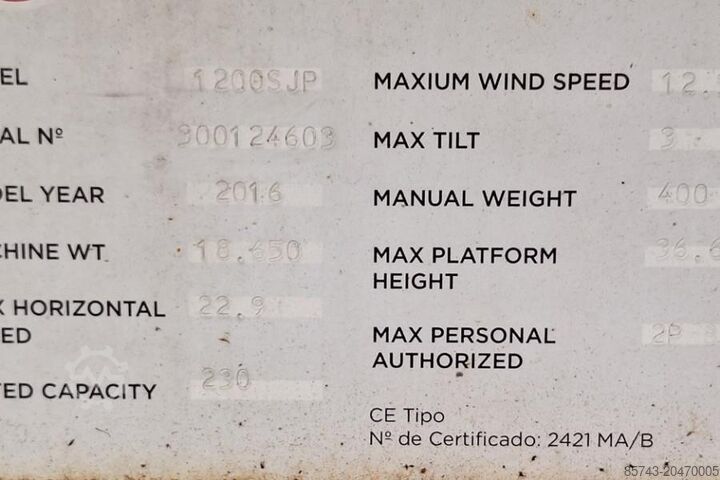 EL 1200SJP
AL Nº 300124603
DEL YEAR 2016
CHINE WT. 18.650
X HORIZONTAL 22.9
ED
TED CAPACITY 230
MAXIUM WIND SPEED 12.
MAX TILT 3
MANUAL WEIGHT 400
MAX PLATFORM 36.6
HEIGHT
MAX PERSONAL 2P
AUTHORIZED
CE Tipo
Nº de Certificado: 2421 MA/B
85743-20470005